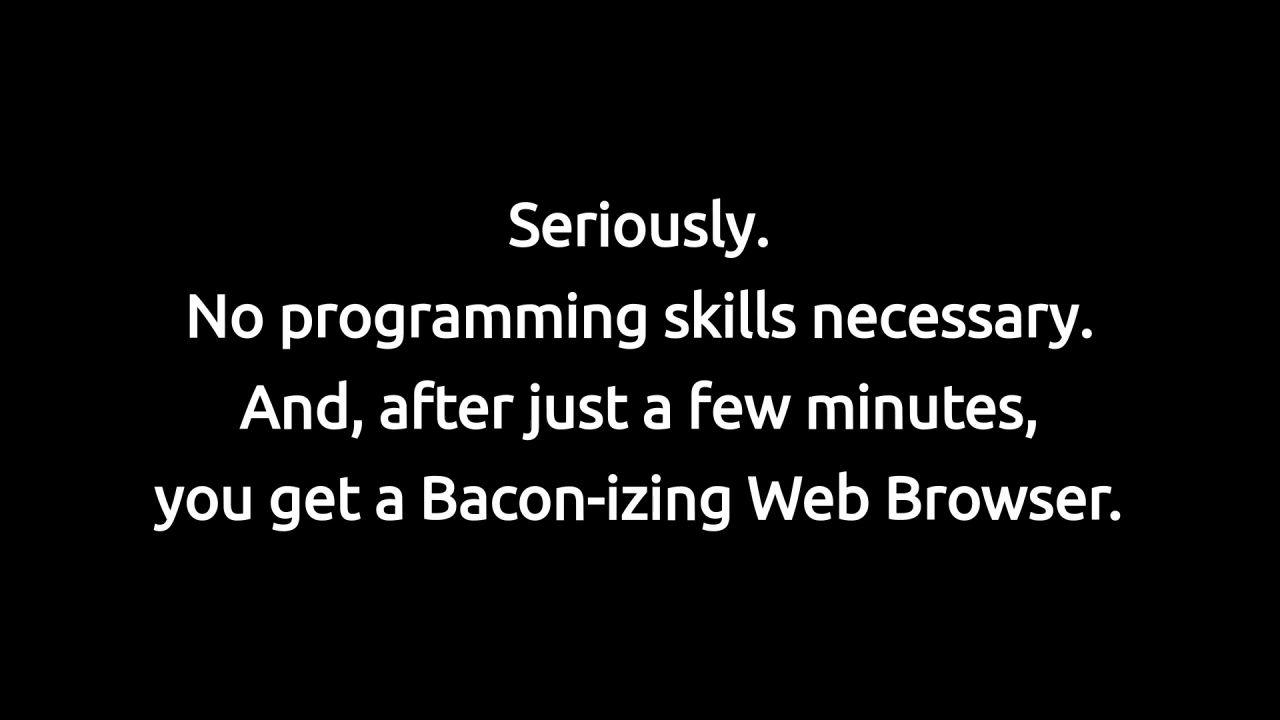 Seriously.
No programming skills necessary.
And, after just a few minutes,
you get a Bacon-izing Web Browser.